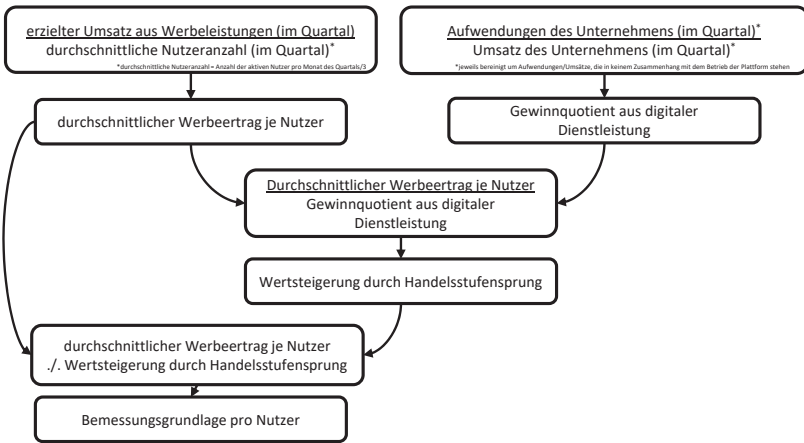 erzielter Umsatz aus Werbeleistungen (im Quartal)
durchschnittliche Nutzeranzahl (im Quartal)*
*durchschnittliche Nutzeranzahl = Anzahl der aktiven Nutzer pro Monat des Quartals/3
Aufwendungen des Unternehmens (im Quartal)*
Umsatz des Unternehmens (im Quartal)*
*jeweils bereinigt um Aufwendungen/Umsätze, die in keinem Zusammenhang mit dem Betrieb der Plattform stehen
durchschnittlicher Werbeertrag je Nutzer
Gewinnquotient aus digitaler
Dienstleistung
Durchschnittlicher Werbeertrag je Nutzer
Gewinnquotient aus digitaler
Dienstleistung
Wertsteigerung durch Handelsstufensprung
durchschnittlicher Werbeertrag je Nutzer
./. Wertsteigerung durch Handelsstufensprung
Bemessungsgrundlage pro Nutzer